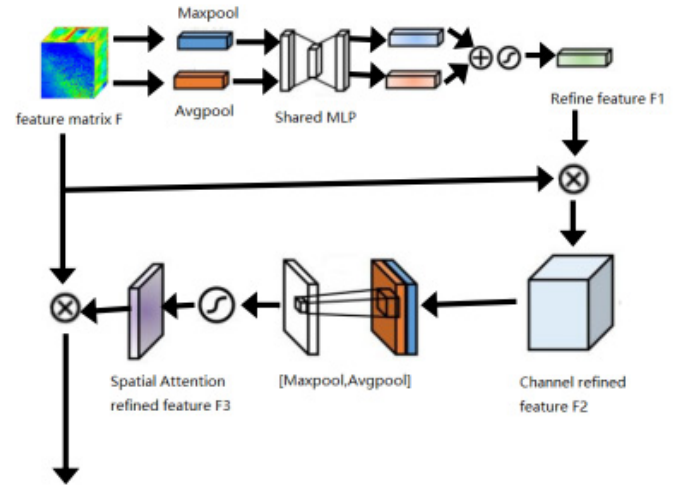 Maxpool
feature matrix F
Avgpool
Shared MLP
Refine feature F1
Spatial Attention
refined feature F3
[Maxpool,Avgpool]
Channel refined
feature F2